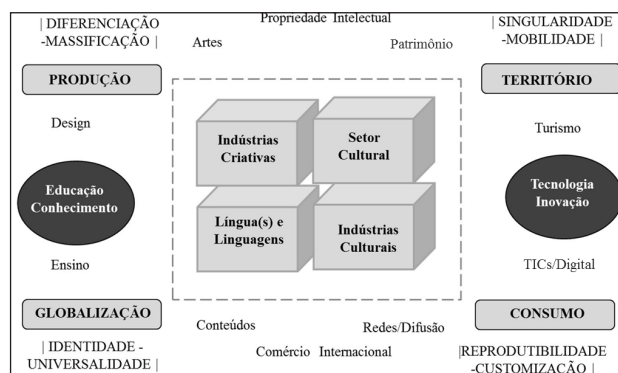 | DIFERENCIAÇÃO
-MASSIFICAÇÃO |
Propriedade Intelectual
| SINGULARIDADE
-MOBILIDADE |
Artes
Patrimônio
PRODUÇÃO
TERRITÓRIO
Design
Turismo
Indústrias
Criativas
Setor
Cultural
Educação
Conhecimento
Tecnologia
Inovação
Língua(s) e
Linguagens
Indústrias
Culturais
Ensino
TICs/Digital
GLOBALIZAÇÃO
CONSUMO
Conteúdos
Redes/Difusão
| IDENTIDADE -
UNIVERSALIDADE |
Comércio Internacional
|REPRODUTIBILIDADE
-CUSTOMIZAÇÃO |